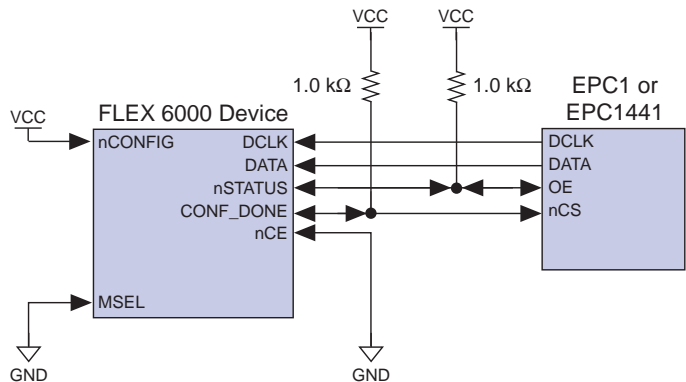 VCC
VCC
1.0 kΩ
1.0 kΩ
EPC1 or
EPC1441
VCC
FLEX 6000 Device
nCONFIG
DCLK
DCLK
DATA
DATA
nSTATUS
OE
CONF_DONE
nCS
nCE
MSEL
GND
GND